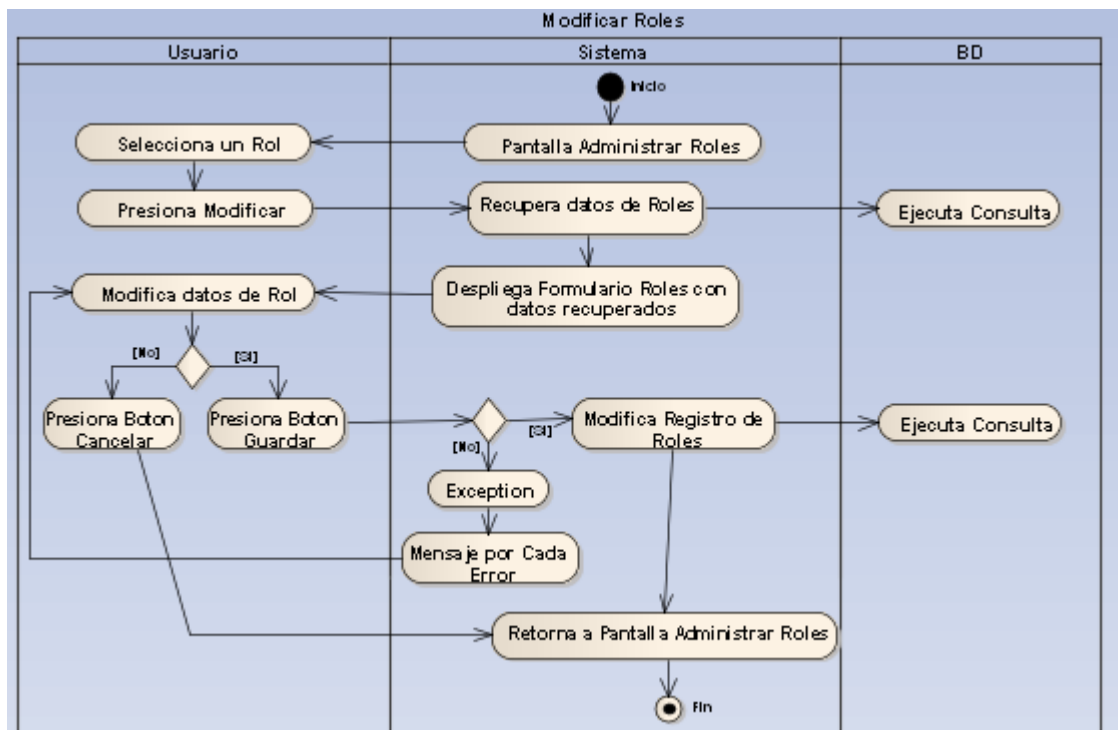 Modificar Roles
Usuario
Sistema
BD
Inicio
Selecciona un Rol
Pantalla Administrar Roles
Presiona Modificar
Recupera datos de Roles
Ejecuta Consulta
Modifica datos de Rol
Despliega Formulario Roles con
datos recuperados
[No]
[Si]
Presiona Boton
Cancelar
Presiona Boton
Guardar
[Si]
[No]
Modifica Registro de
Roles
Ejecuta Consulta
Exception
Mensaje por Cada
Error
Retorna a Pantalla Administrar Roles
Fin